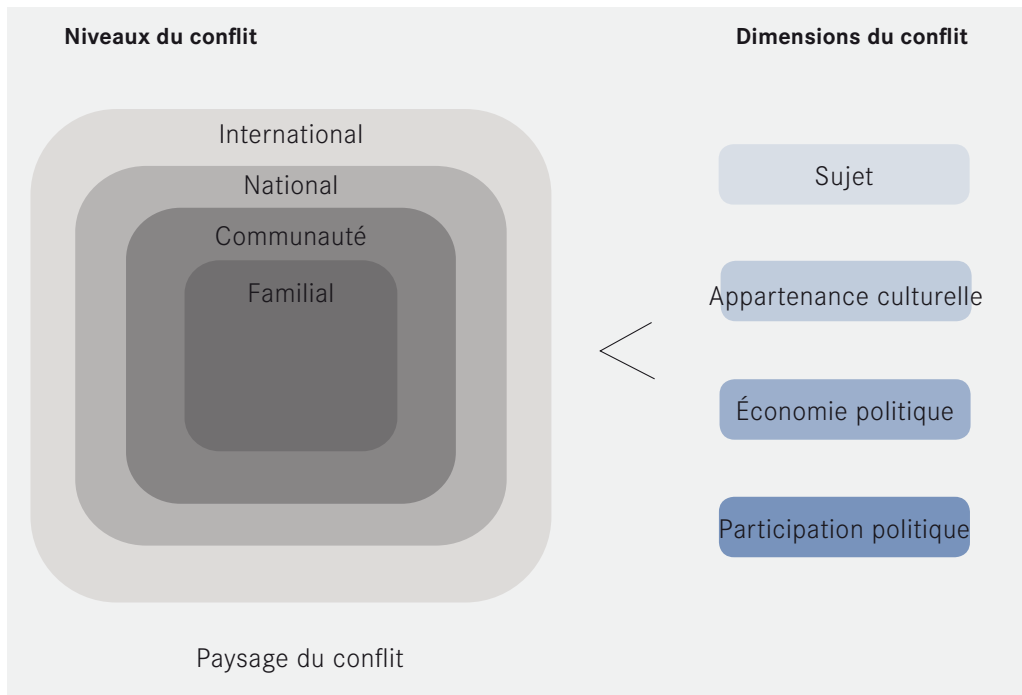 Niveaux du conflit
Dimensions du conflit
International
National
Communauté
Familial
Sujet
Appartenance culturelle
Économie politique
Participation politique
Paysage du conflit